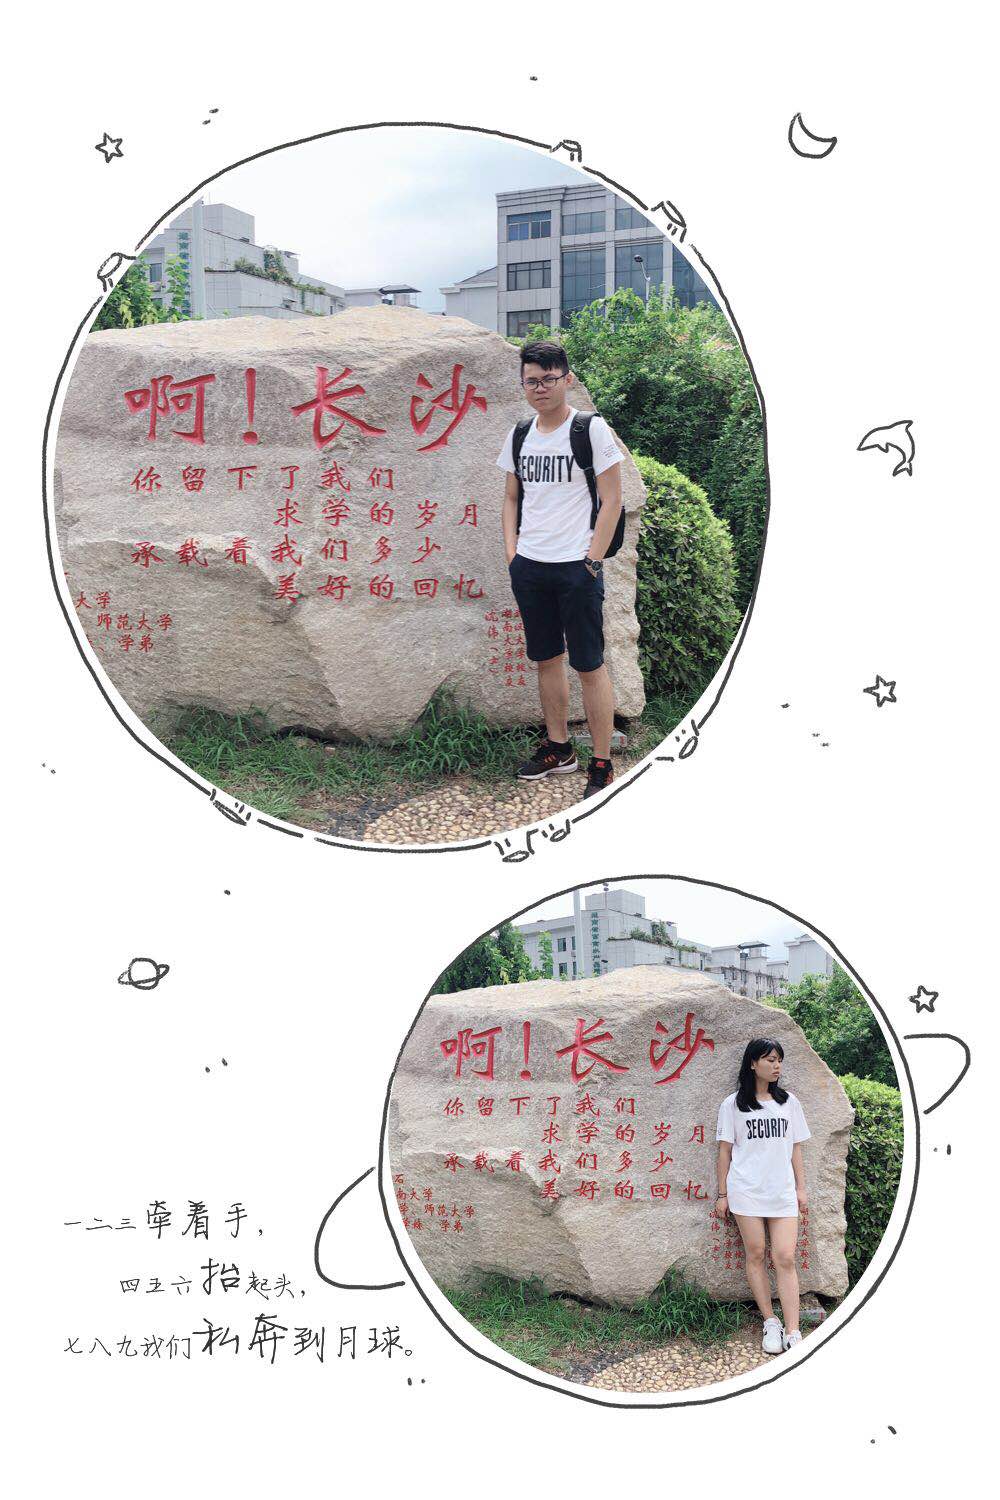 啊！长沙
你留下了我们
求学的岁月
承载着我们多少
美好的回忆
大学
师范大学
学弟
SECURITY
啊！长沙
你留下了我们
求学的岁月
承载着我们多少
美好的回忆
石
南大学
学、师范大学
学妹 学弟
SECURITY
一二三牵着手，
四五六抬起头，
七八九我们私奔到月球。